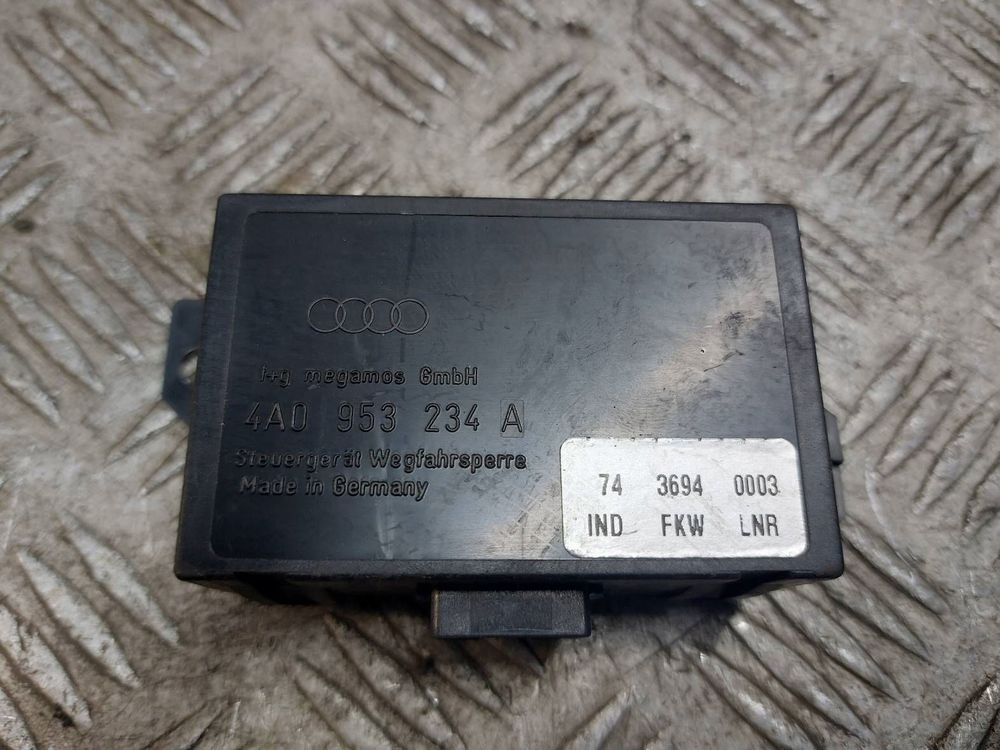 t+g megamos GmbH
4A0 953 234 A
Steuergerät Wegfahrsperre
Made in Germany
74 3694 0003
IND FKW LNR